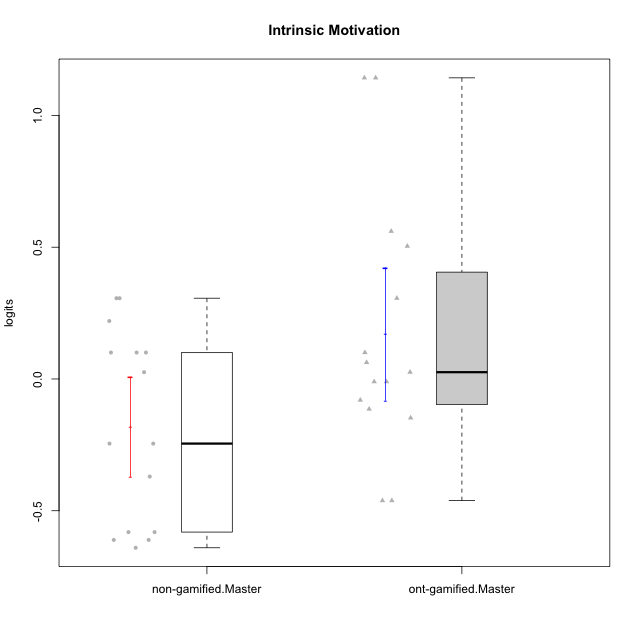 Intrinsic Motivation
logits
1.0
0.5
0.0
-0.5
non-gamified.Master
ont-gamified.Master